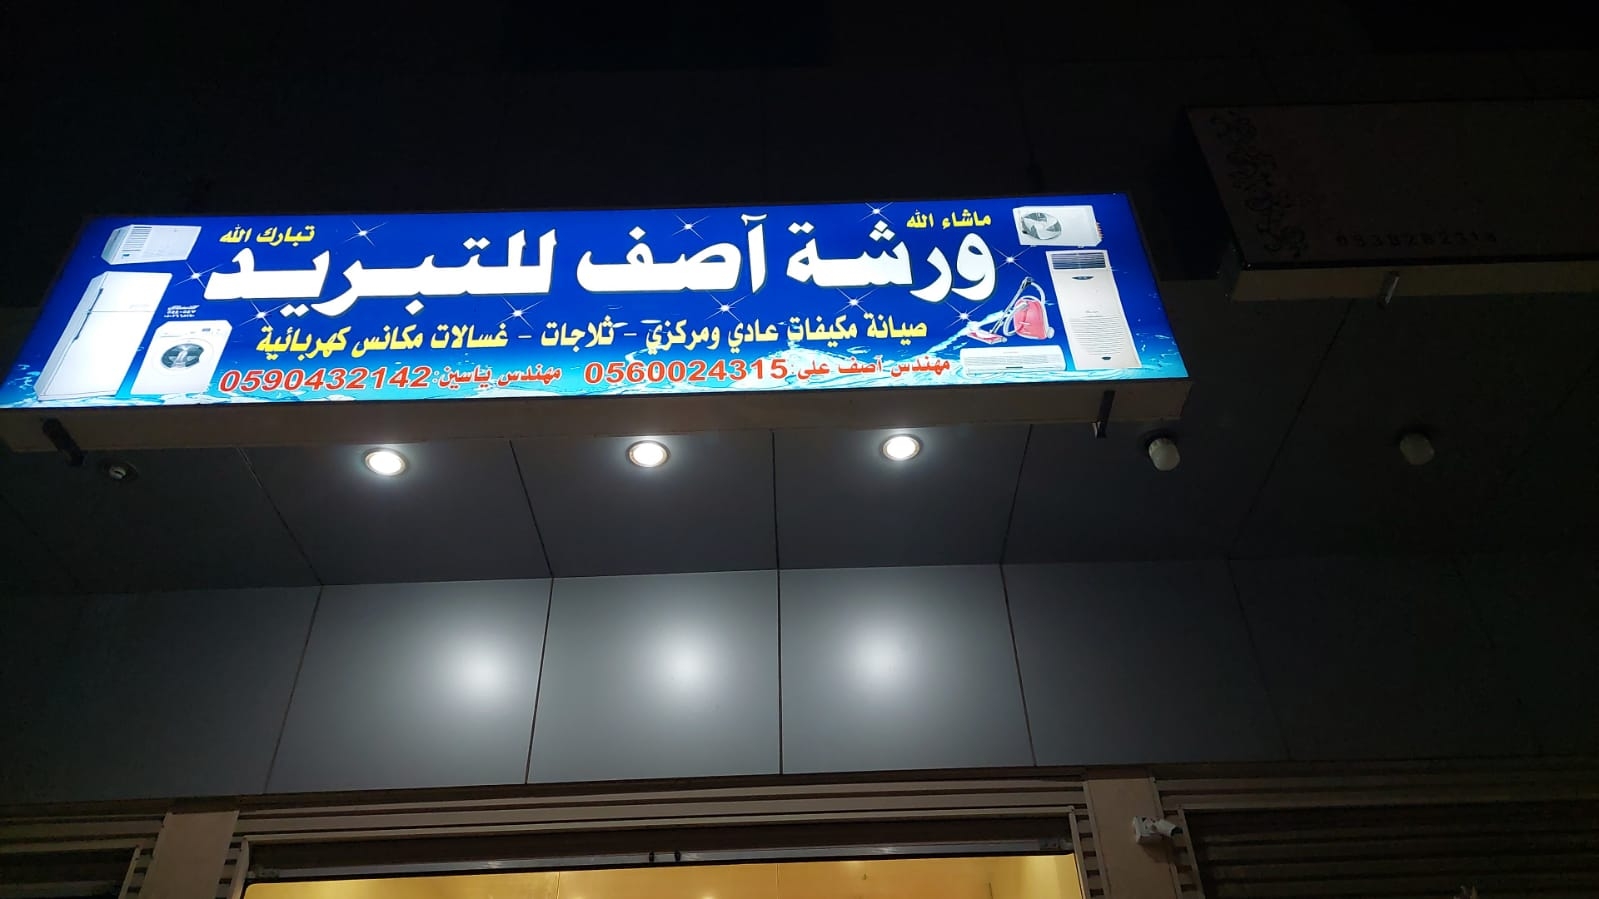 ماشاء الله
تبارك الله
ورشة آصف للتبريد
صيانة مكيفات عادي ومركزي - ثلاجات - غسالات مكانس كهربائية
مهندس آصف على: 0560024315 مهندس ياسين: 0590432142